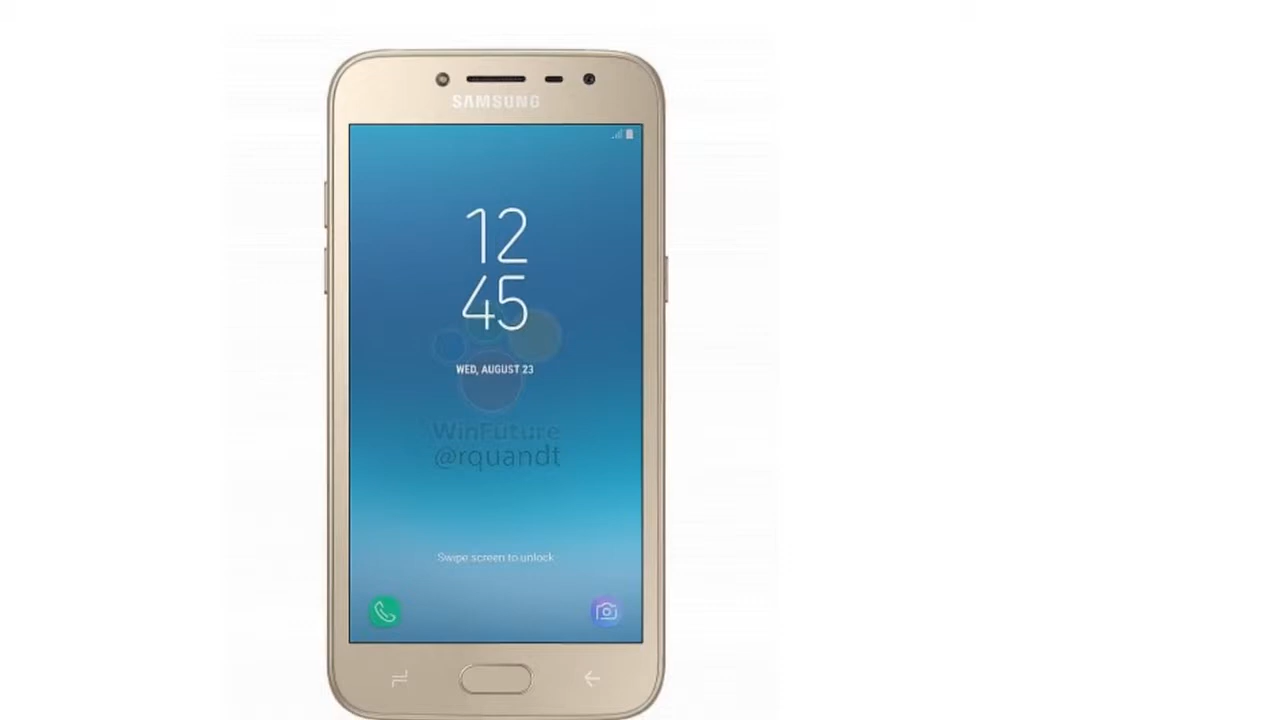 SAMSUNG
12
45
WED, AUGUST 23
WinFuture
@rquandt
Swipe screen to unlock